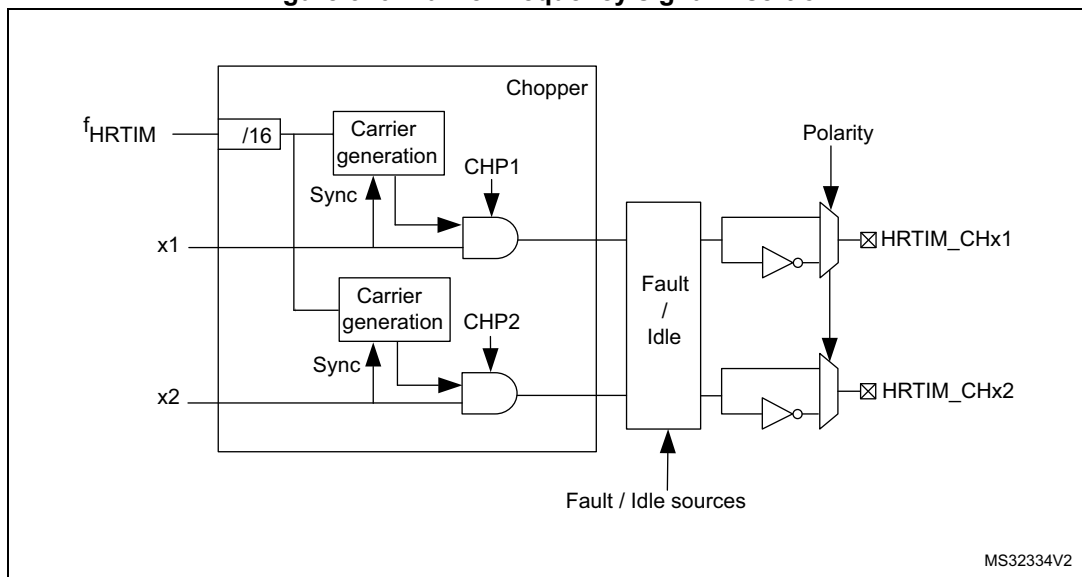 Chopper
fHRTIM
/16
Carrier
generation
CHP1
Sync
x1
Carrier
generation
CHP2
Sync
x2
Fault
/
Idle
Polarity
HRTIM_CHx1
HRTIM_CHx2
Fault / Idle sources
MS32334V2